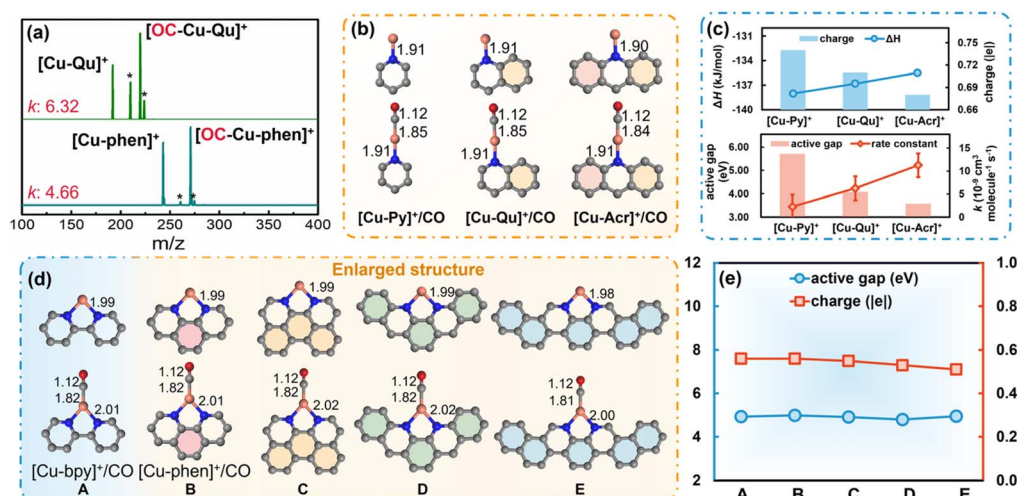 (a)
[OC-Cu-Qu]⁺
[Cu-Qu]⁺
*
*
k: 6.32
[Cu-phen]⁺
[OC-Cu-phen]⁺
k: 4.66
*
*
100 150 200 250 300 350 400
m/z
(b)
1.91 1.91 1.90
1.12 1.12 1.12
1.85 1.85 1.84
1.91 1.91 1.91
[Cu-Py]⁺/CO [Cu-Qu]⁺/CO [Cu-Acr]⁺/CO
(c)
charge ΔH
ΔH (kJ/mol)
-131
-134
-137
-140
0.75
0.72
0.69
0.66
charge (|e|)
[Cu-Py]⁺ [Cu-Qu]⁺ [Cu-Acr]⁺
active gap rate constant
active gap (eV)
6.00
5.00
4.00
3.00
15
10
5
0
k (10⁻⁹ cm³
molecule⁻¹ s⁻¹)
[Cu-Py]⁺ [Cu-Qu]⁺ [Cu-Acr]⁺
(d)
Enlarged structure
1.99 1.99 1.99 1.99 1.98
1.12 1.12 1.12 1.12 1.12
1.82 1.82 1.82 1.82 1.81
2.01 2.01 2.02 2.02 2.00
[Cu-bpy]⁺/CO [Cu-phen]⁺/CO
A B C D E
(e)
active gap (eV)
charge (|e|)
12
10
8
6
4
2
1.0
0.8
0.6
0.4
0.2
0.0
A B C D E